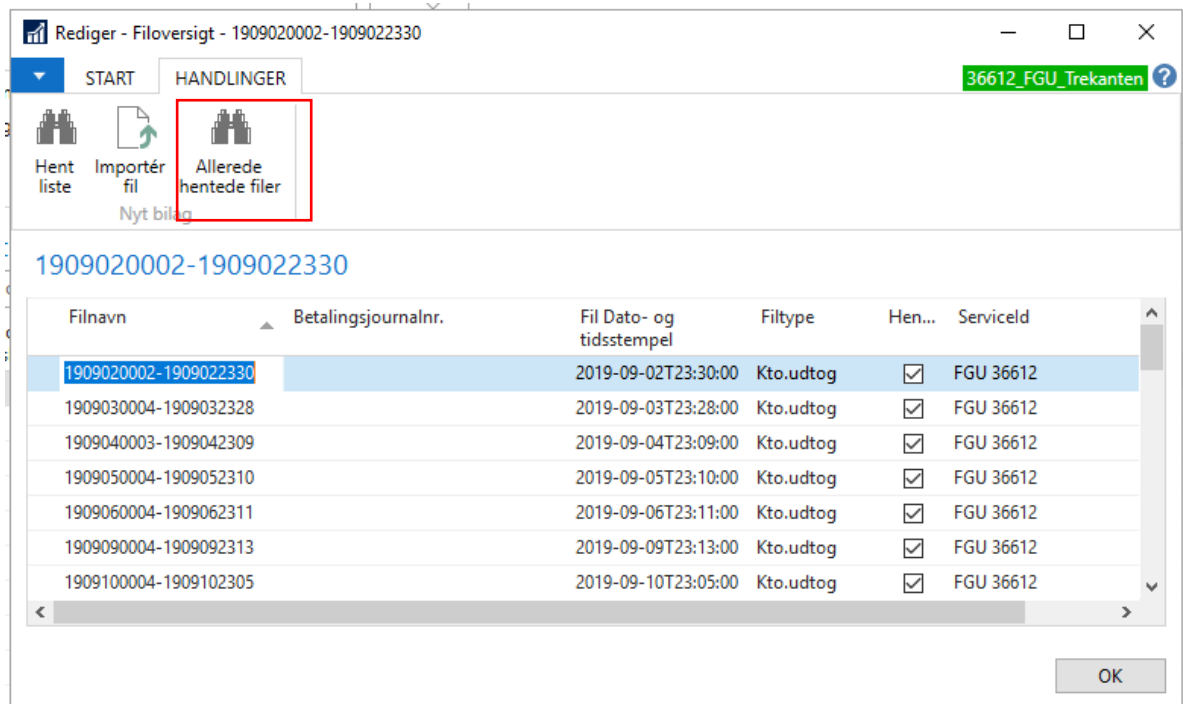 Rediger - Filoversigt - 1909020002-1909022330
START HANDLINGER 36612_FGU_Trekanten ?
Hent liste
Importér fil
Allerede hentede filer
Nyt bilag
1909020002-1909022330
Filnavn Betalingsjournalnr. Fil Dato- og tidsstempel Filtype Hen... ServiceId
1909020002-1909022330 2019-09-02T23:30:00 Kto.udtog FGU 36612
1909030004-1909032328 2019-09-03T23:28:00 Kto.udtog FGU 36612
1909040003-1909042309 2019-09-04T23:09:00 Kto.udtog FGU 36612
1909050004-1909052310 2019-09-05T23:10:00 Kto.udtog FGU 36612
1909060004-1909062311 2019-09-06T23:11:00 Kto.udtog FGU 36612
1909090004-1909092313 2019-09-09T23:13:00 Kto.udtog FGU 36612
1909100004-1909102305 2019-09-10T23:05:00 Kto.udtog FGU 36612
OK